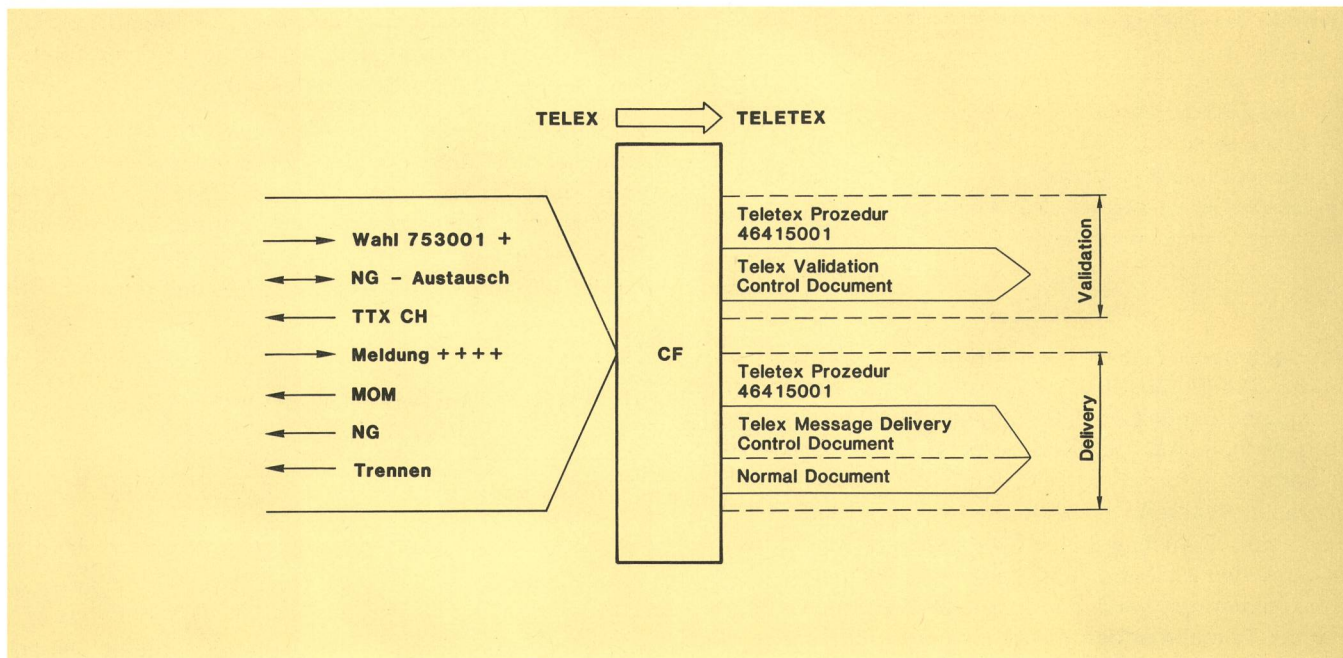 TELEX TELETEX
Wahl 753001 +
NG – Austausch
TTX CH
Meldung ++++
MOM
NG
Trennen
CF
Teletex Prozedur
46415001
Telex Validation
Control Document
Validation
Teletex Prozedur
46415001
Telex Message Delivery
Control Document
Normal Document
Delivery